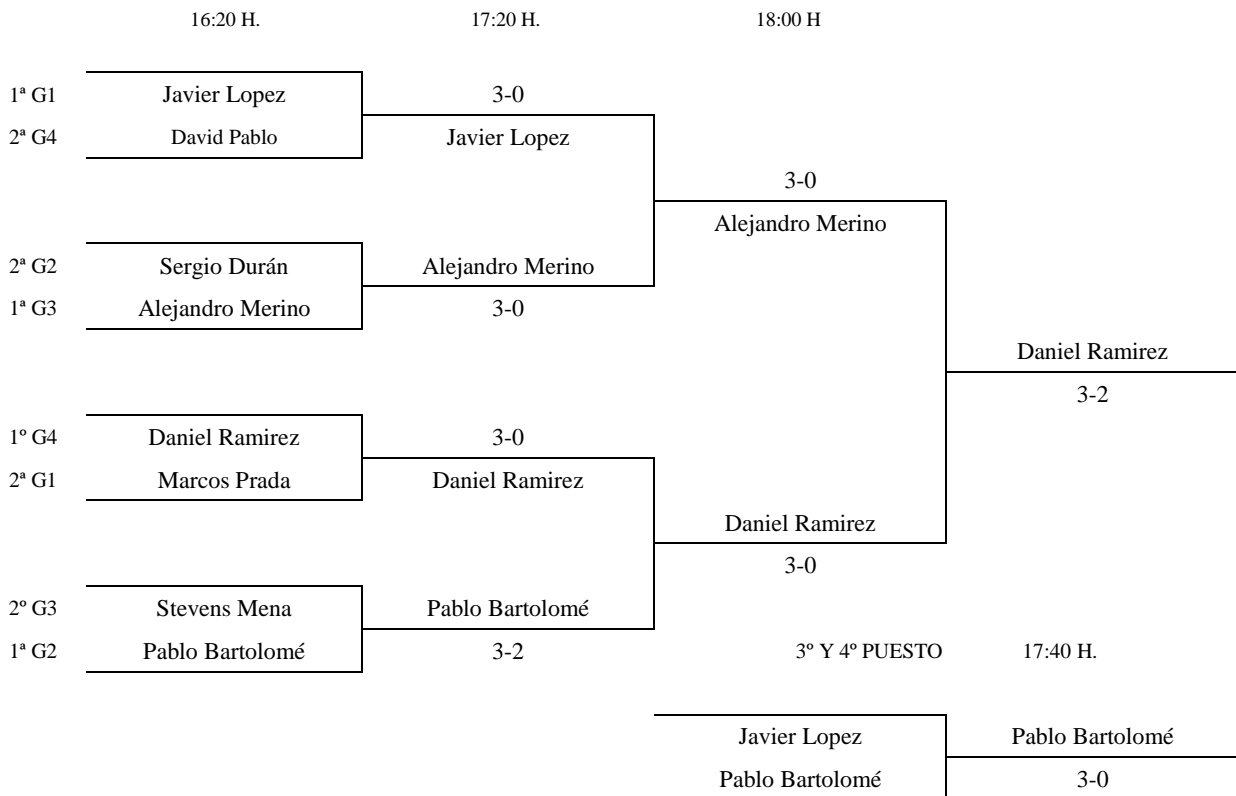 16:20 H. 17:20 H. 18:00 H
1ª G1 Javier Lopez 3-0
2ª G4 David Pablo Javier Lopez
3-0
Alejandro Merino
2ª G2 Sergio Durán Alejandro Merino
1ª G3 Alejandro Merino 3-0
Daniel Ramirez
3-2
1º G4 Daniel Ramirez 3-0
2ª G1 Marcos Prada Daniel Ramirez
Daniel Ramirez
3-0
2º G3 Stevens Mena Pablo Bartolomé
1ª G2 Pablo Bartolomé 3-2 3º Y 4º PUESTO 17:40 H.
Javier Lopez Pablo Bartolomé
Pablo Bartolomé 3-0